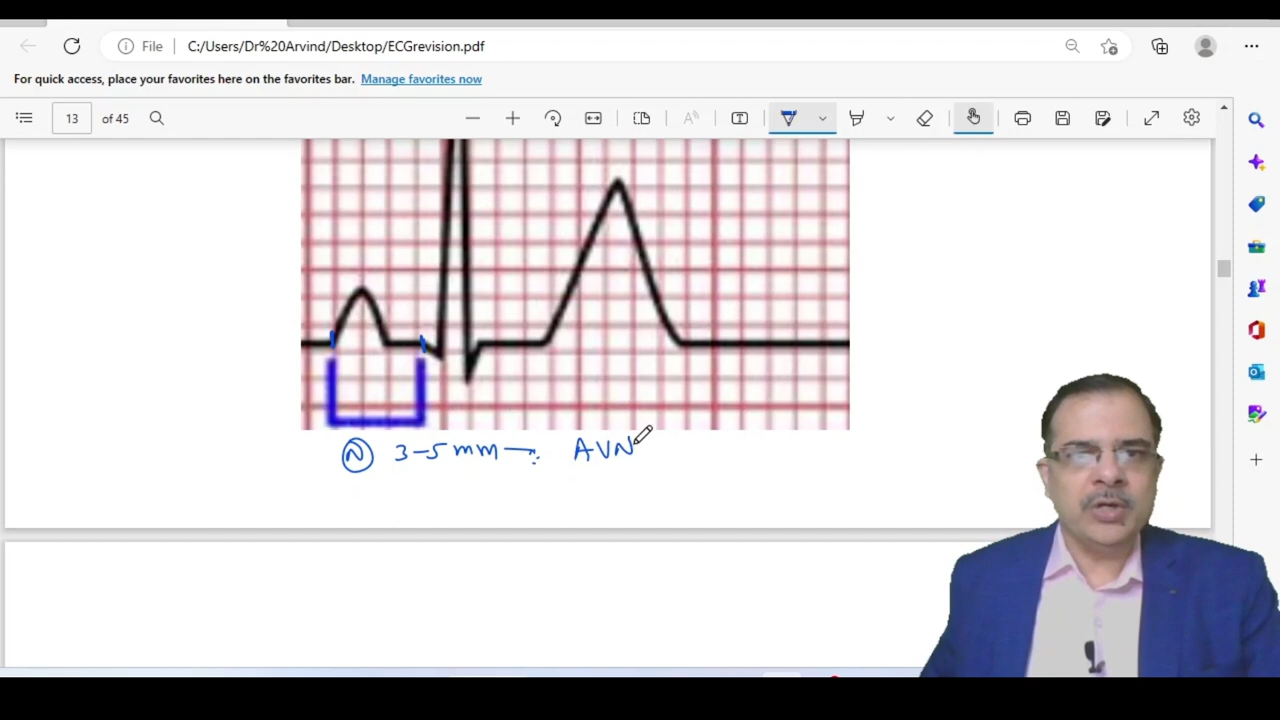 File C:/Users/Dr%20Arvind/Desktop/ECGrevision.pdf
For quick access, place your favorites here on the favorites bar. Manage favorites now
13 of 45
N 3-5 mm → AVN